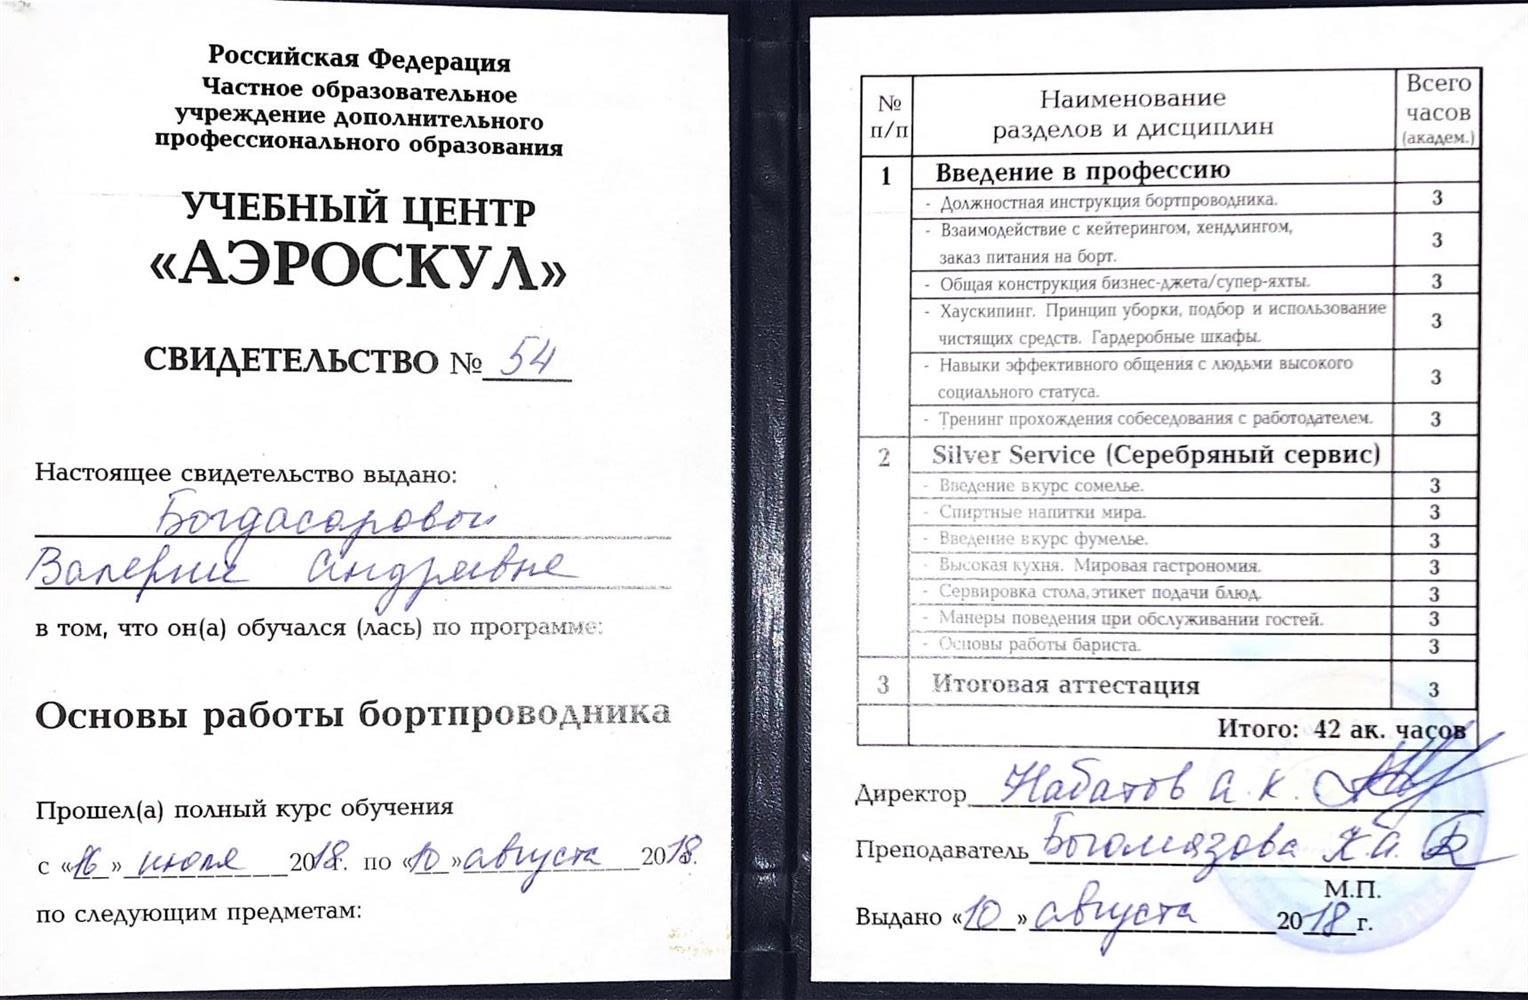 Российская Федерация
Частное образовательное
учреждение дополнительного
профессионального образования
УЧЕБНЫЙ ЦЕНТР
«АЭРОСКУЛ»
СВИДЕТЕЛЬСТВО № 54
Настоящее свидетельство выдано:
Богдасаровой
Валерии Андреевне
в том, что он(а) обучался (лась) по программе:
Основы работы бортпроводника
Прошел(а) полный курс обучения
с «16» июля 2018г. по «10» августа 2018г.
по следующим предметам:
№ п/п Наименование разделов и дисциплин Всего часов (академ.)
1 Введение в профессию
- Должностная инструкция бортпроводника. 3
- Взаимодействие с кейтерингом, хендлингом,
заказ питания на борт. 3
- Общая конструкция бизнес-джета/супер-яхты. 3
- Хаускипинг. Принцип уборки, подбор и использование
чистящих средств. Гардеробные шкафы. 3
- Навыки эффективного общения с людьми высокого
социального статуса. 3
- Тренинг прохождения собеседования с работодателем. 3
2 Silver Service (Серебряный сервис)
- Введение в курс сомелье. 3
- Спиртные напитки мира. 3
- Введение в курс фумелье. 3
- Высокая кухня. Мировая гастрономия. 3
- Сервировка стола, этикет подачи блюд. 3
- Манеры поведения при обслуживании гостей. 3
- Основы работы бариста. 3
3 Итоговая аттестация 3
Итого: 42 ак. часов
Директор Набатов А.К.
Преподаватель Богомазова Н.А.
М.П.
Выдано «10» августа 2018 г.